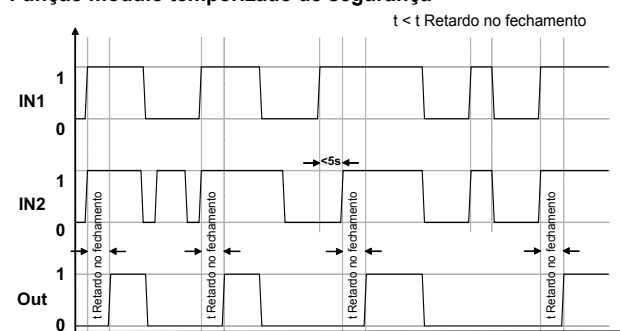 Função módulo temporizado de segurança
t < t Retardo no fechamento
1
IN1
0
<5s
1
IN2
0
t Retardo no fechamento
t Retardo no fechamento
t Retardo no fechamento
t Retardo no fechamento
1
Out
0